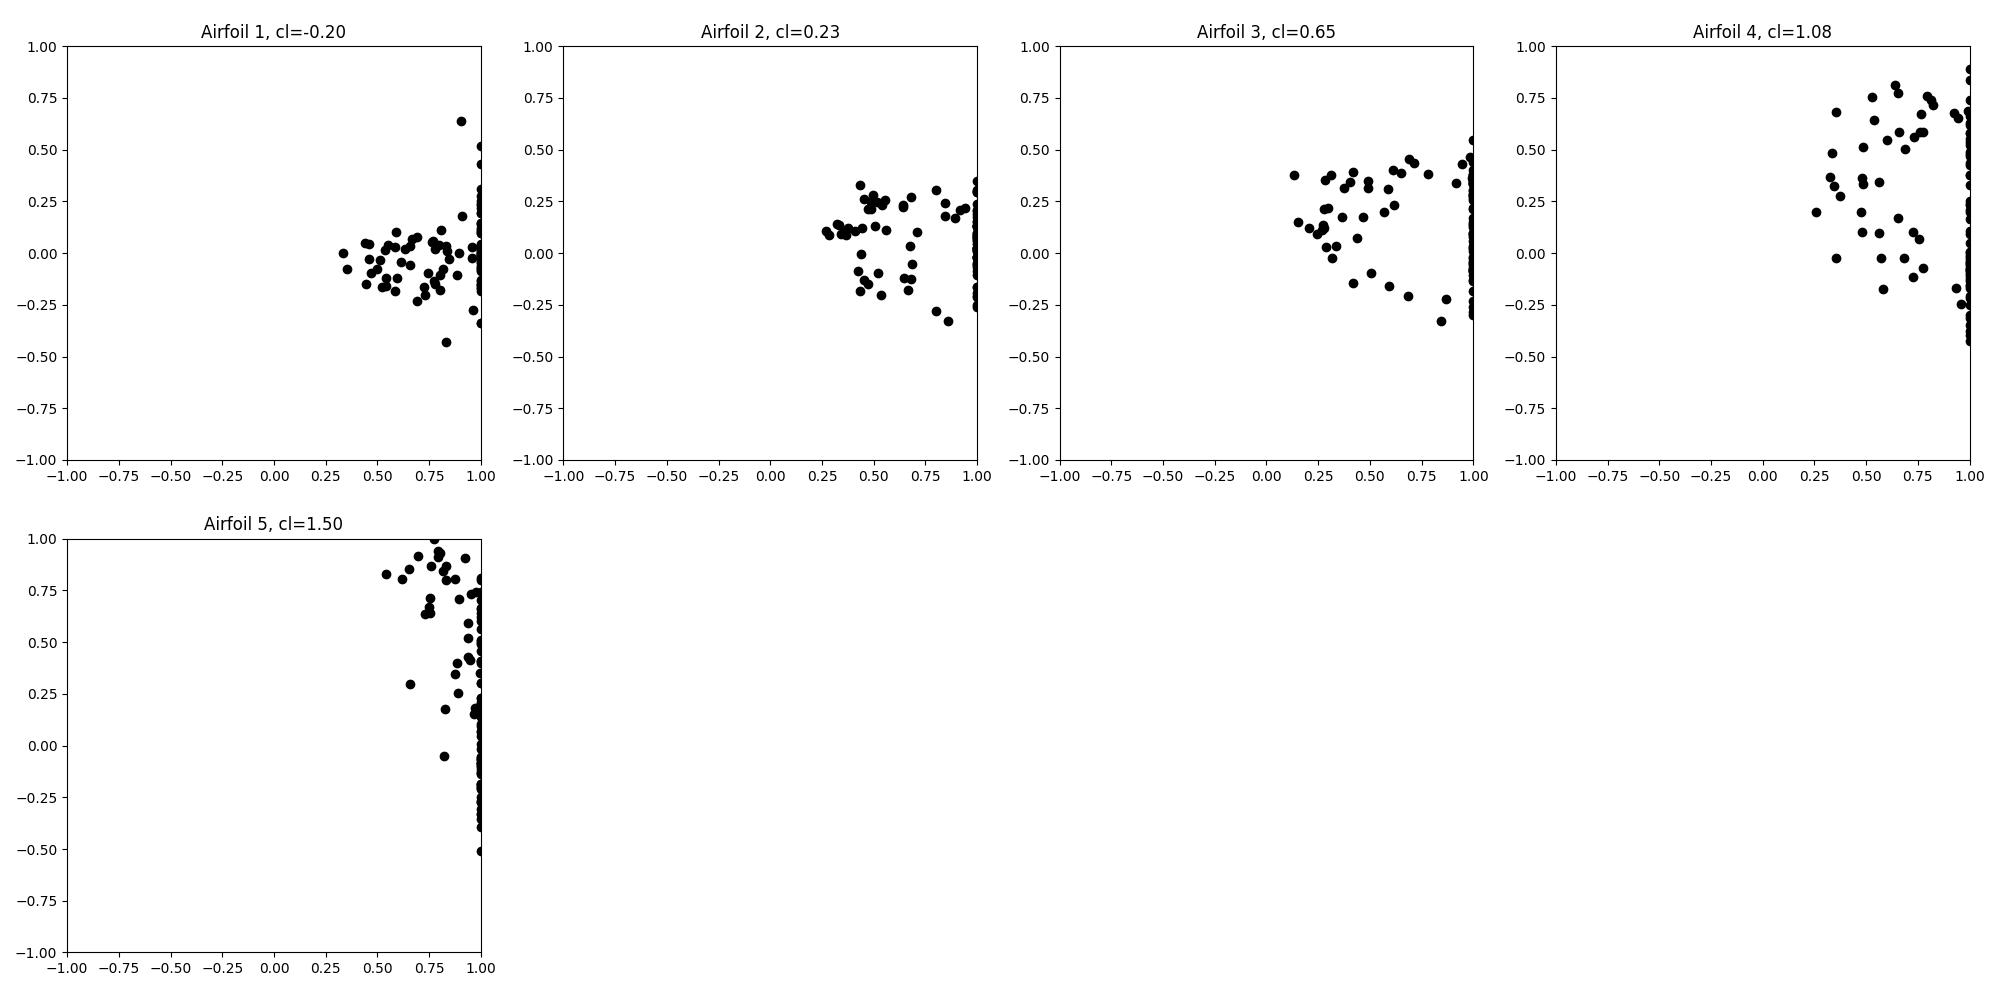 Airfoil 1, cl=-0.20
Airfoil 2, cl=0.23
Airfoil 3, cl=0.65
Airfoil 4, cl=1.08
1.00 1.00 1.00 1.00
0.75 0.75 0.75 0.75
0.50 0.50 0.50 0.50
0.25 0.25 0.25 0.25
0.00 0.00 0.00 0.00
−0.25 −0.25 −0.25 −0.25
−0.50 −0.50 −0.50 −0.50
−0.75 −0.75 −0.75 −0.75
−1.00 −1.00 −1.00 −1.00
−1.00 −0.75 −0.50 −0.25 0.00 0.25 0.50 0.75 1.00
−1.00 −0.75 −0.50 −0.25 0.00 0.25 0.50 0.75 1.00
−1.00 −0.75 −0.50 −0.25 0.00 0.25 0.50 0.75 1.00
−1.00 −0.75 −0.50 −0.25 0.00 0.25 0.50 0.75 1.00
Airfoil 5, cl=1.50
1.00
0.75
0.50
0.25
0.00
−0.25
−0.50
−0.75
−1.00
−1.00 −0.75 −0.50 −0.25 0.00 0.25 0.50 0.75 1.00